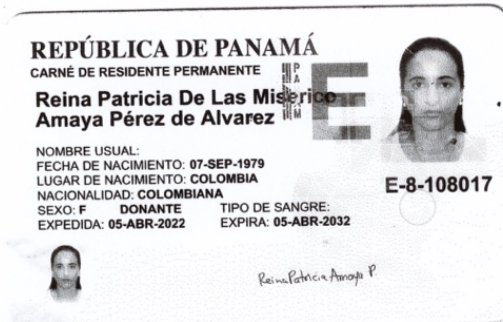 REPÚBLICA DE PANAMÁ
CARNÉ DE RESIDENTE PERMANENTE
Reina Patricia De Las Miserico
Amaya Pérez de Alvarez
E
NOMBRE USUAL:
FECHA DE NACIMIENTO: 07-SEP-1979
LUGAR DE NACIMIENTO: COLOMBIA
NACIONALIDAD: COLOMBIANA
SEXO: F DONANTE TIPO DE SANGRE:
EXPEDIDA: 05-ABR-2022 EXPIRA: 05-ABR-2032
E-8-108017
Reina Patricia Amaya P.